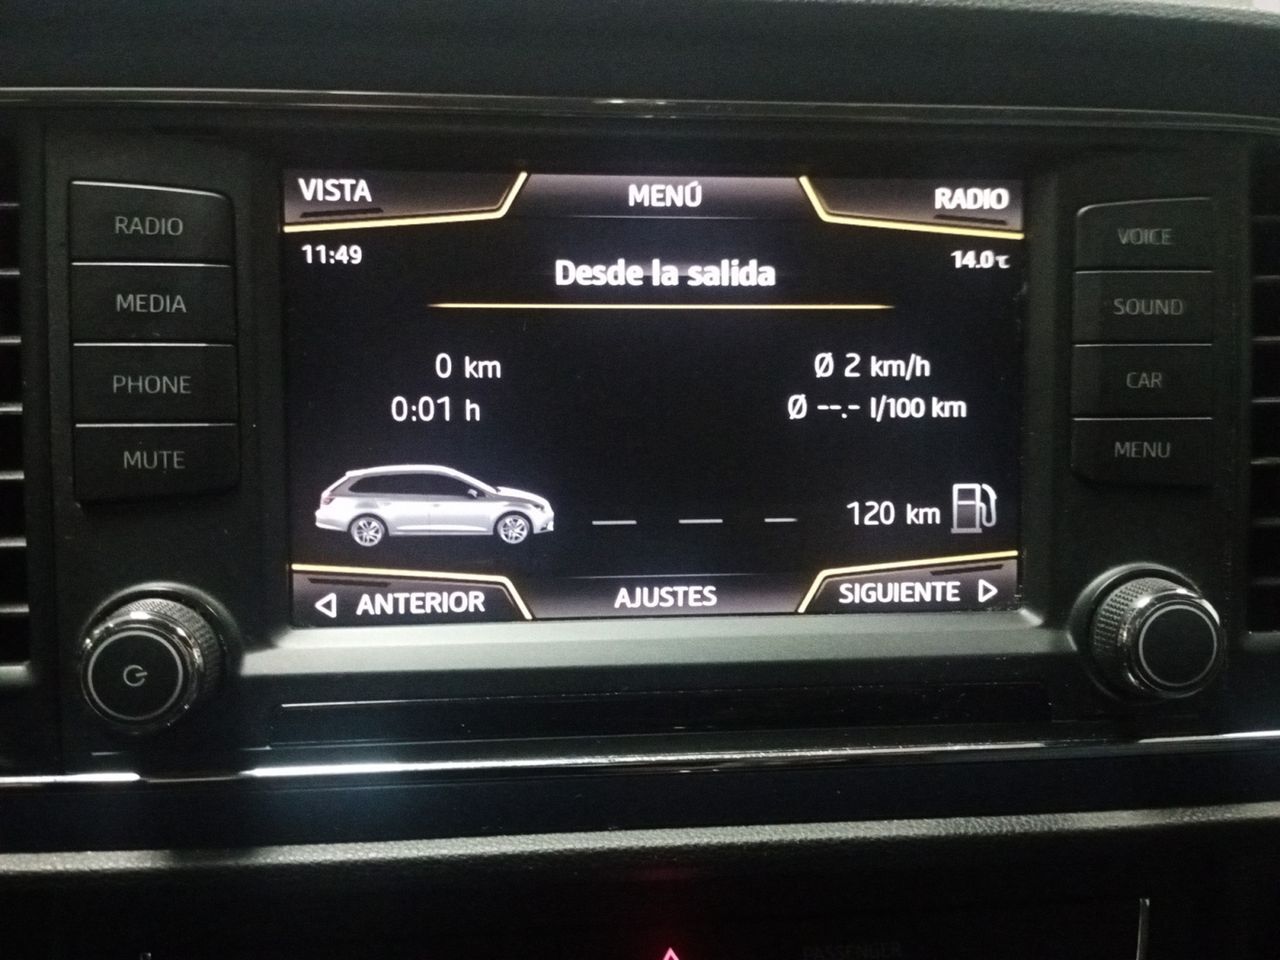 VISTA
MENÚ
RADIO
11:49
Desde la salida
14.0℃
0 km
Ø 2 km/h
0:01 h
Ø --.- l/100 km
120 km
ANTERIOR
AJUSTES
SIGUIENTE
RADIO
MEDIA
PHONE
MUTE
VOICE
SOUND
CAR
MENU
PASSENGER